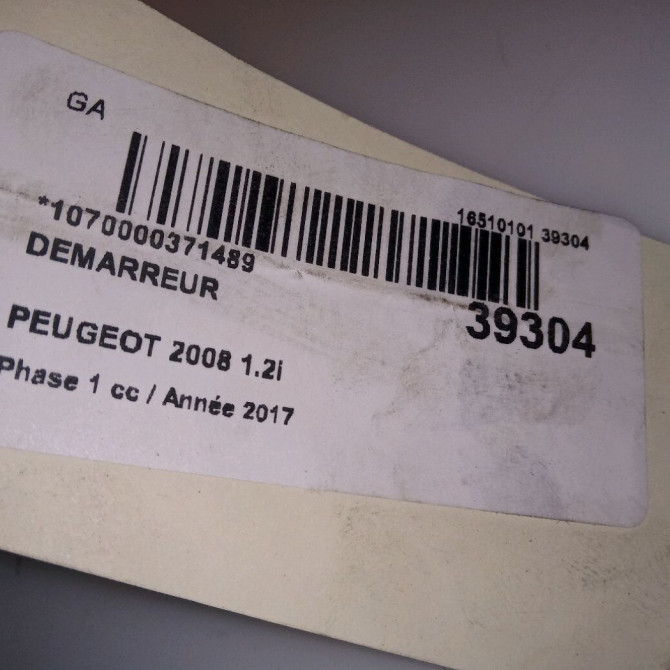 GA
16510101 39304
*1070000371489
DEMARREUR
39304
PEUGEOT 2008 1.2i
Phase 1 cc / Année 2017